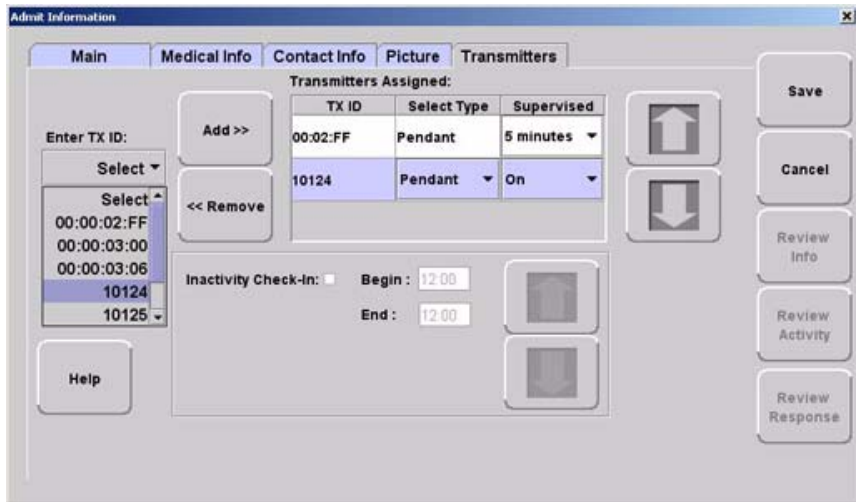 Admit Information
Main
Medical Info
Contact Info
Picture
Transmitters
Transmitters Assigned:
TX ID
Select Type
Supervised
00:02:FF
Pendant
5 minutes
10124
Pendant
On
Enter TX ID:
Select
Select
00:00:02:FF
00:00:03:00
00:00:03:06
10124
10125
Add >>
<< Remove
Inactivity Check-In:
Begin :
12:00
End :
12:00
Help
Save
Cancel
Review
Info
Review
Activity
Review
Response